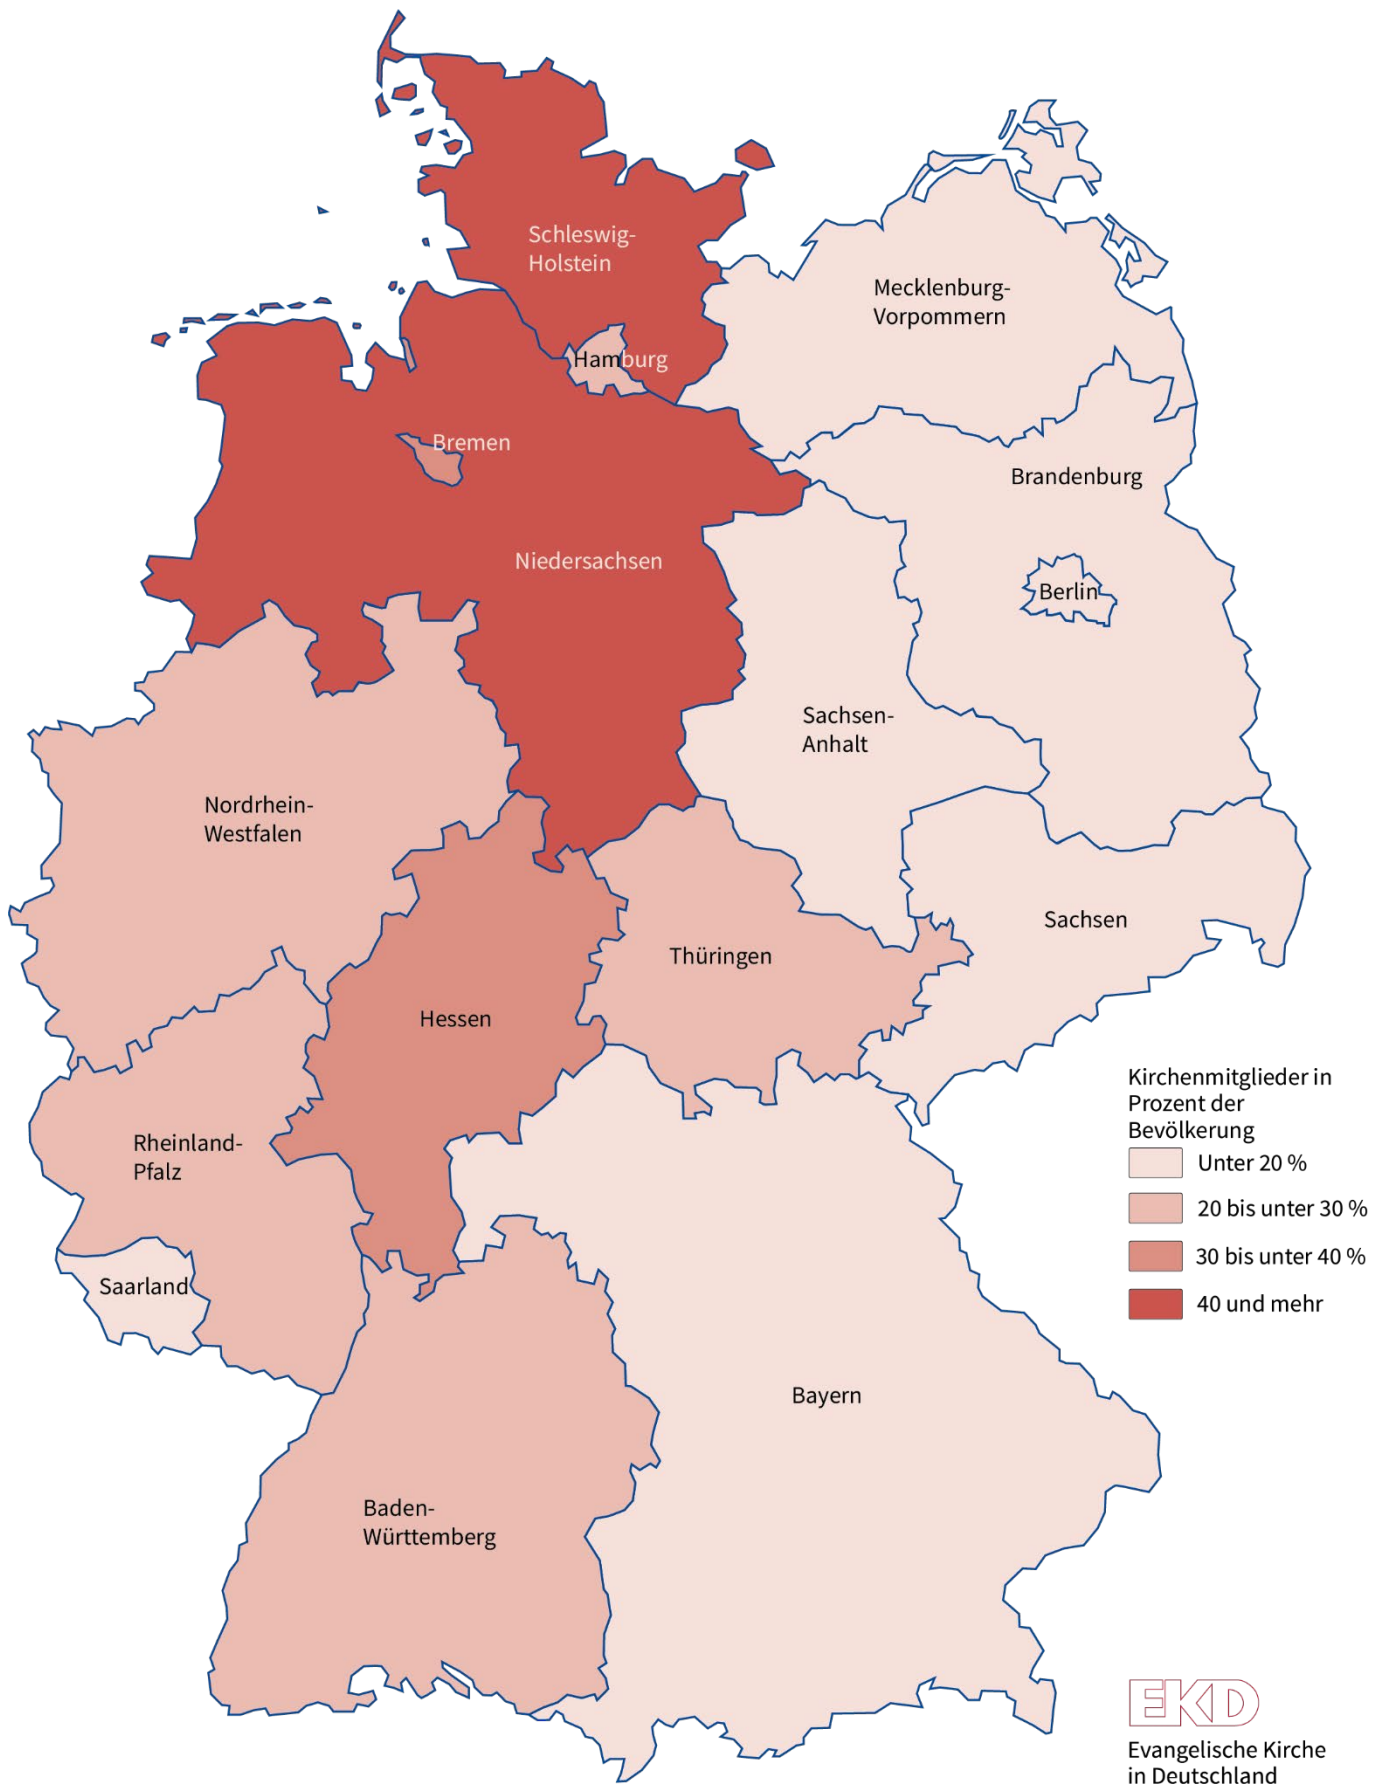 Schleswig-
Holstein
Mecklenburg-
Vorpommern
Hamburg
Bremen
Brandenburg
Niedersachsen
Berlin
Sachsen-
Anhalt
Nordrhein-
Westfalen
Sachsen
Thüringen
Hessen
Rheinland-
Pfalz
Saarland
Bayern
Baden-
Württemberg
Kirchenmitglieder in
Prozent der
Bevölkerung
Unter 20 %
20 bis unter 30 %
30 bis unter 40 %
40 und mehr
EKD
Evangelische Kirche
in Deutschland